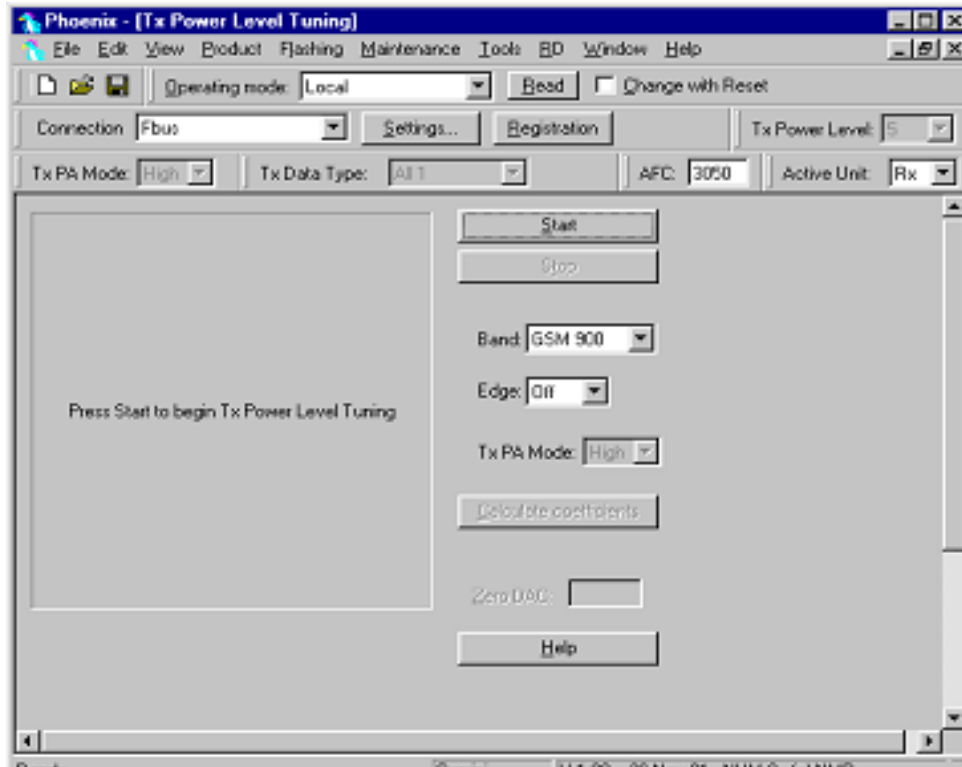 Phoenix - [Tx Power Level Tuning]
File Edit View Product Flashing Maintenance Tools BD Window Help
Operating mode: Local Read Change with Reset
Connection Fbus Settings... Registration Tx Power Level: 5
Tx PA Mode: High Tx Data Type: All 1 AFC: 3050 Active Unit: Rx
Start
Stop
Band: GSM 900
Edge: Off
Press Start to begin Tx Power Level Tuning
Tx PA Mode: High
Calculate coefficients
Zero DAC:
Help